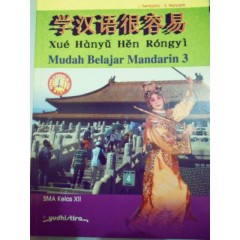 学汉语很容易
Xué Hànyǔ Hěn Róngyì
Mudah Belajar Mandarin 3
SMA Kelas XII
yudhistira